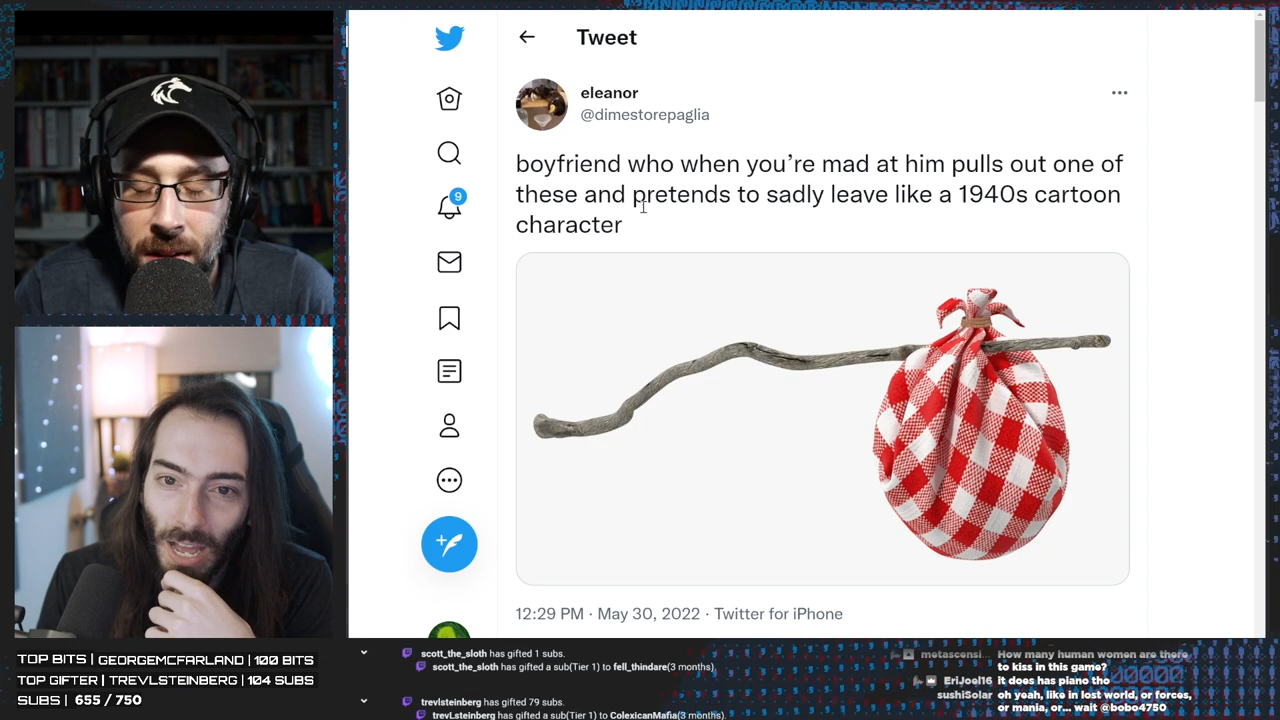 Tweet
eleanor
@dimestorepaglia
boyfriend who when you’re mad at him pulls out one of
these and pretends to sadly leave like a 1940s cartoon
character
9
12:29 PM · May 30, 2022 · Twitter for iPhone
TOP BITS | GEORGEMCFARLAND | 100 BITS
TOP GIFTER | TREVLSTEINBERG | 104 SUBS
SUBS | 655 / 750
scott_the_sloth has gifted 1 subs.
scott_the_sloth has gifted a sub(Tier 1) to fell_thindare(3 months).
trevlsteinberg has gifted 79 subs.
trevLsteinberg has gifted a sub(Tier 1) to ColexicanMafia(3 months).
metascensi... How many human women are there
to kiss in this game?
EriJoel16 it does has piano tho
sushiSolar oh yeah, like in lost world, or forces,
or mania, or... wait @bobo4750